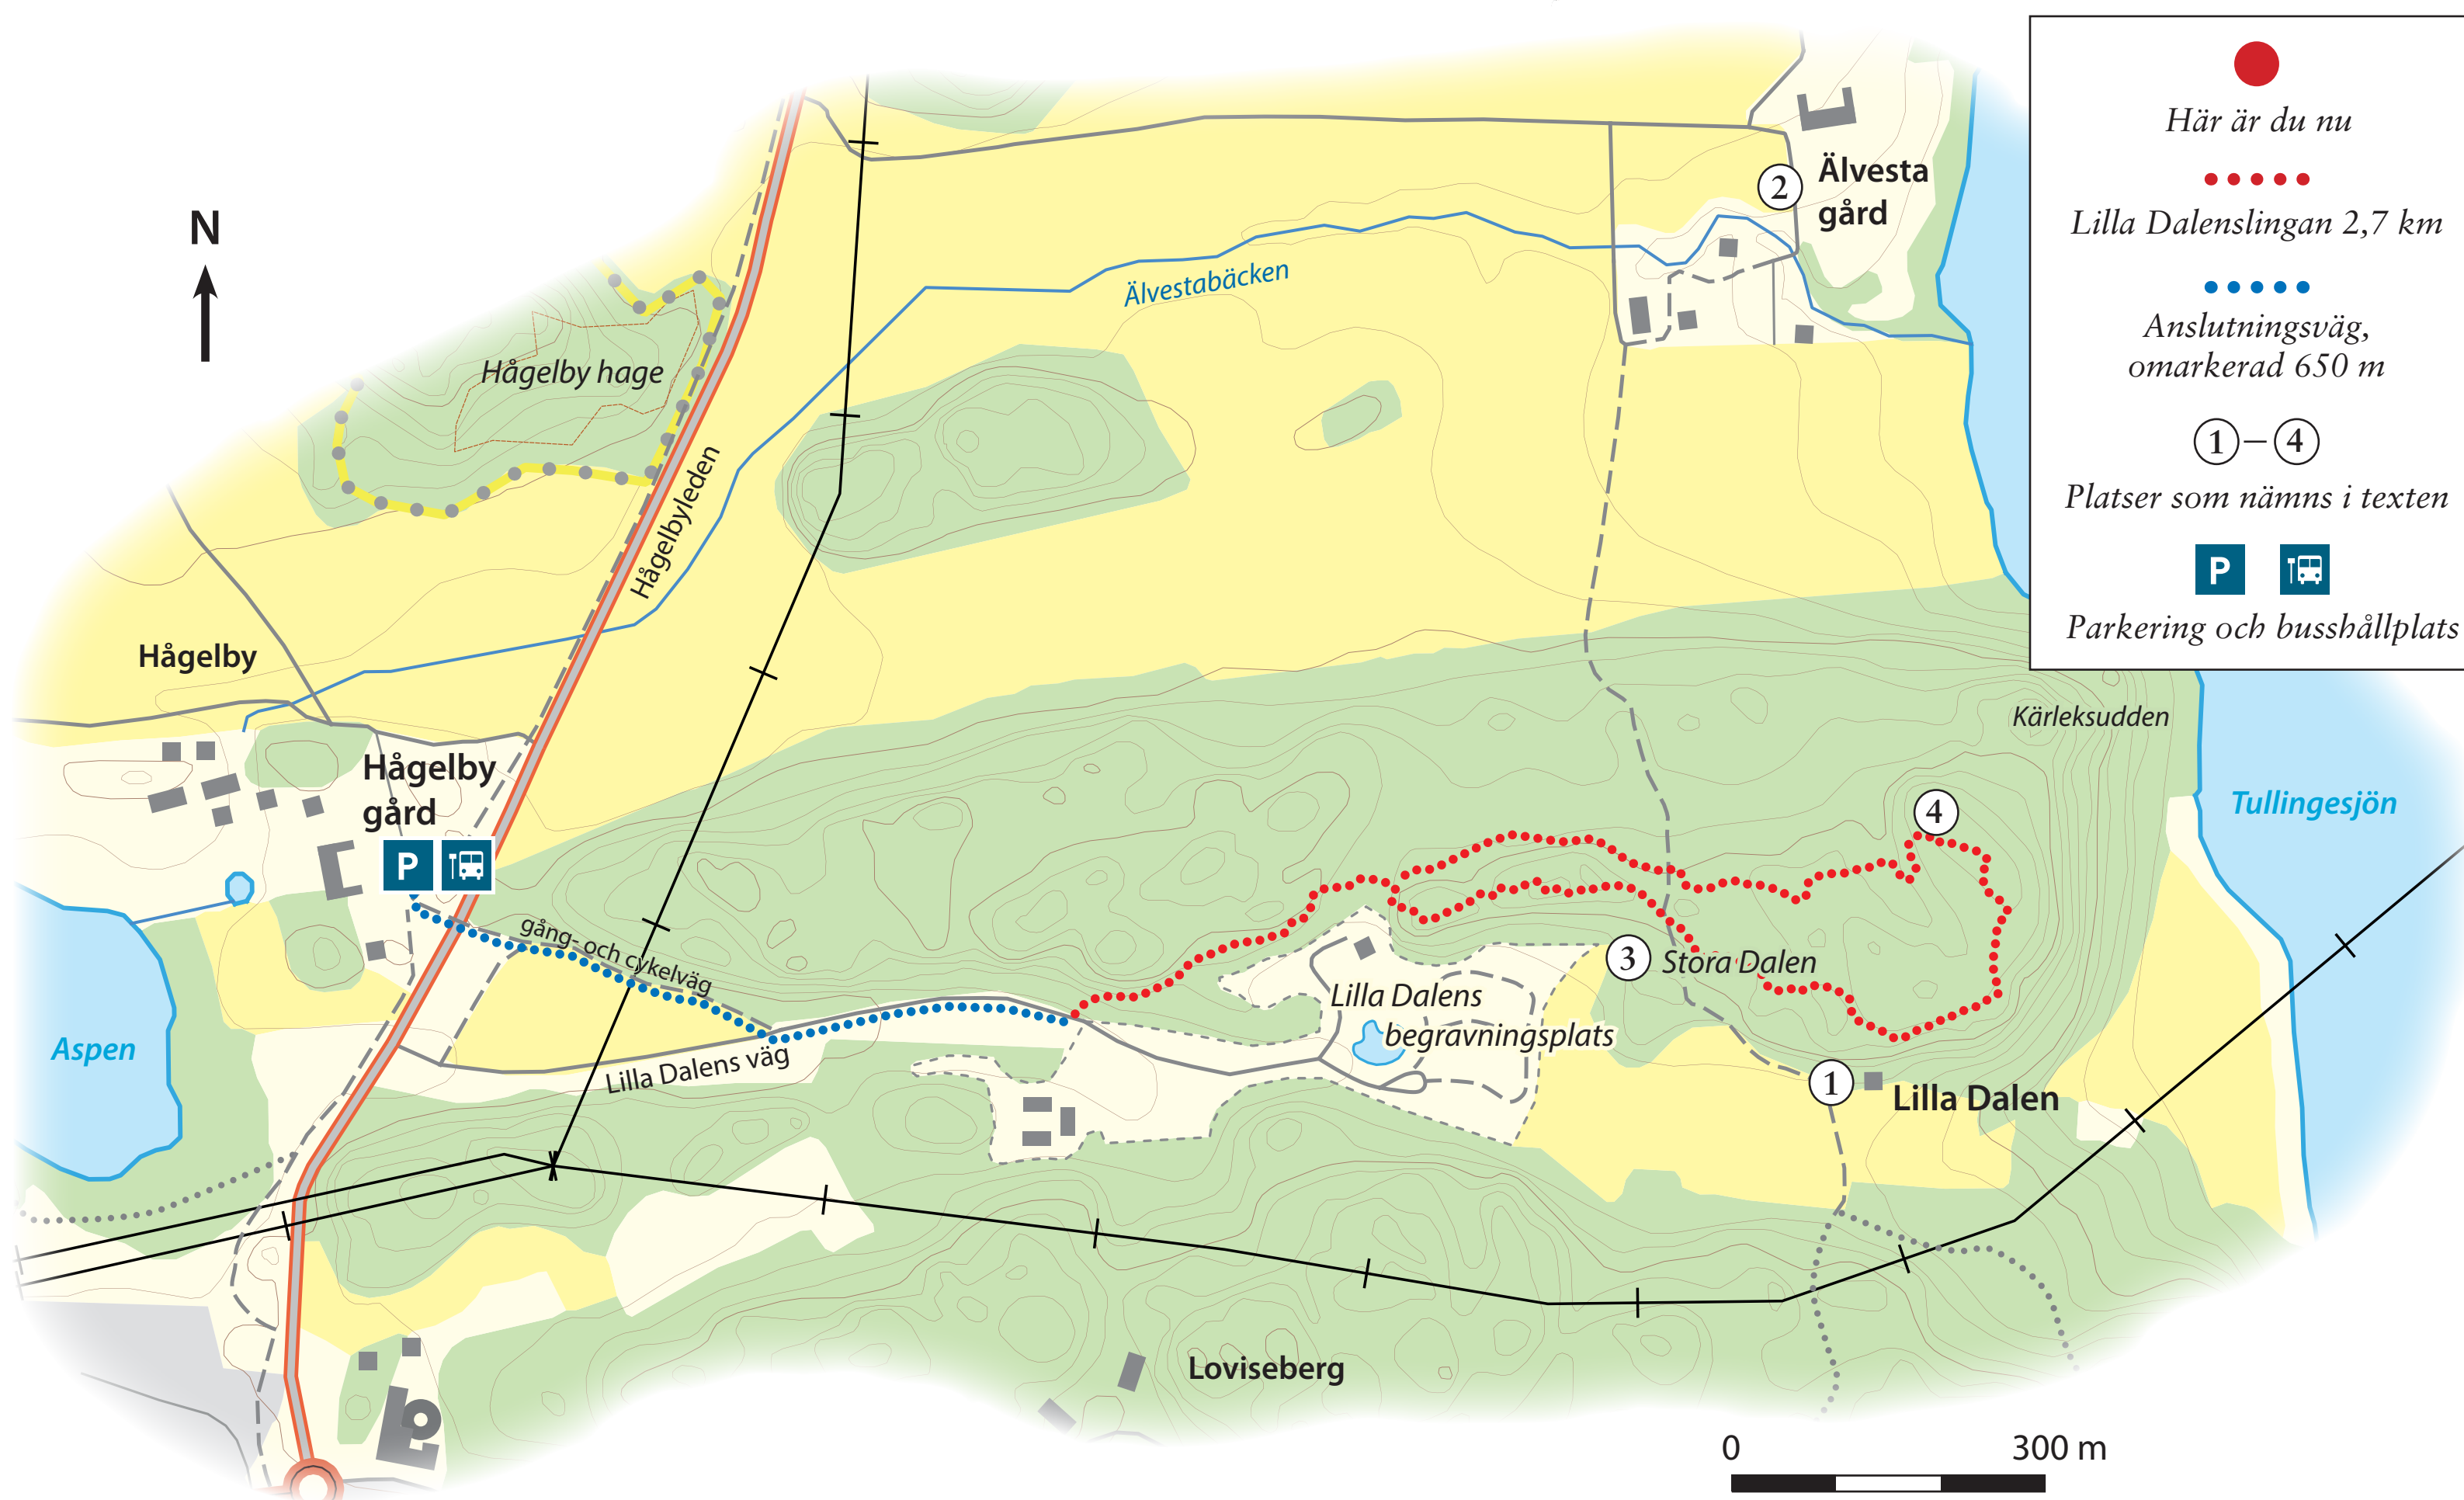 Här är du nu
Lilla Dalenslingan 2,7 km
Anslutningsväg,
omarkerad 650 m
1–4
Platser som nämns i texten
P
Parkering och busshållplats
N
2
Älvesta
gård
Älvestabäcken
Hågelby hage
Hågelbyleden
Hågelby
Hågelby
gård
P
Kärleksudden
Tullingesjön
4
gång- och cykelväg
3
Stora Dalen
Lilla Dalens
begravningsplats
Aspen
Lilla Dalens väg
1
Lilla Dalen
Loviseberg
0 300 m